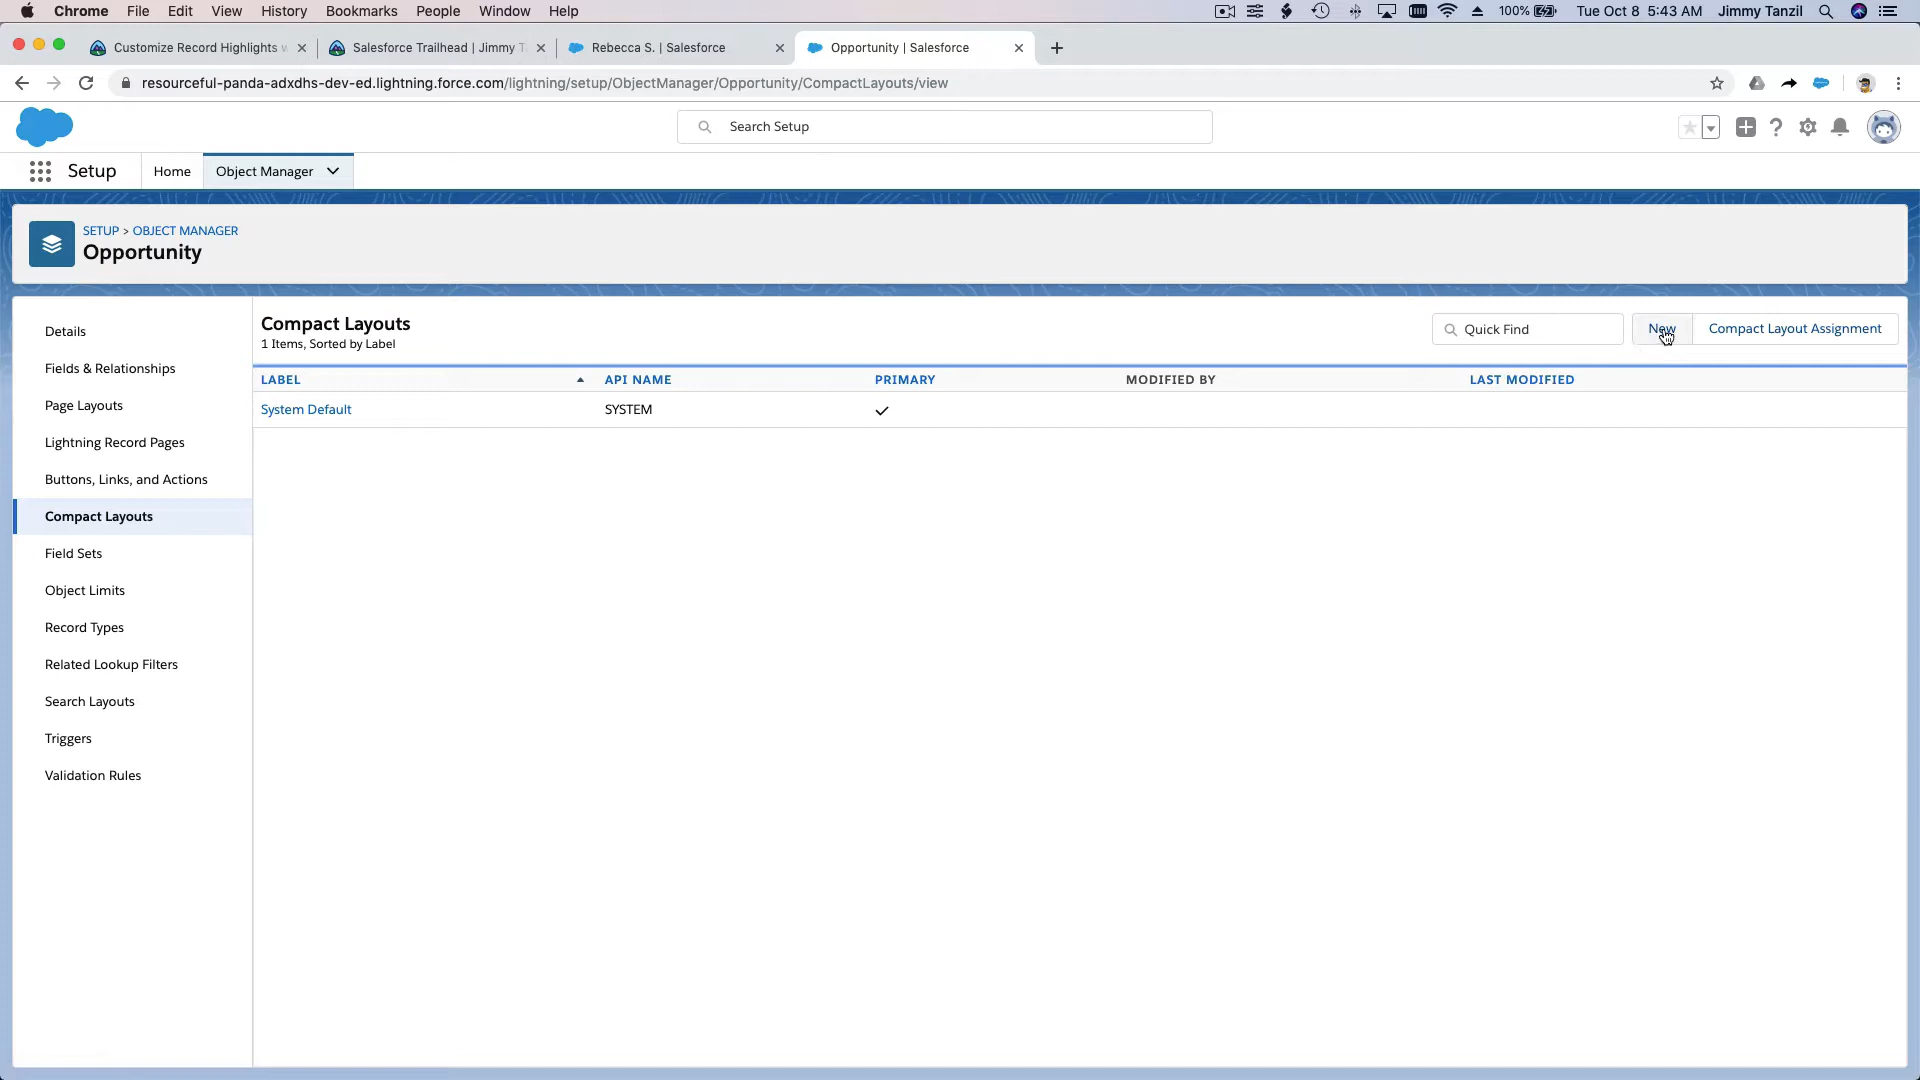 Chrome File Edit View History Bookmarks People Window Help 100% Tue Oct 8 5:43 AM Jimmy Tanzil
Customize Record Highlights w
Salesforce Trailhead | Jimmy T
Rebecca S. | Salesforce
Opportunity | Salesforce
resourceful-panda-adxdhs-dev-ed.lightning.force.com/lightning/setup/ObjectManager/Opportunity/CompactLayouts/view
Search Setup
Setup
Home
Object Manager
SETUP > OBJECT MANAGER
Opportunity
Details
Fields & Relationships
Page Layouts
Lightning Record Pages
Buttons, Links, and Actions
Compact Layouts
Field Sets
Object Limits
Record Types
Related Lookup Filters
Search Layouts
Triggers
Validation Rules
Compact Layouts
1 Items, Sorted by Label
Quick Find
New
Compact Layout Assignment
LABEL API NAME PRIMARY MODIFIED BY LAST MODIFIED
System Default SYSTEM